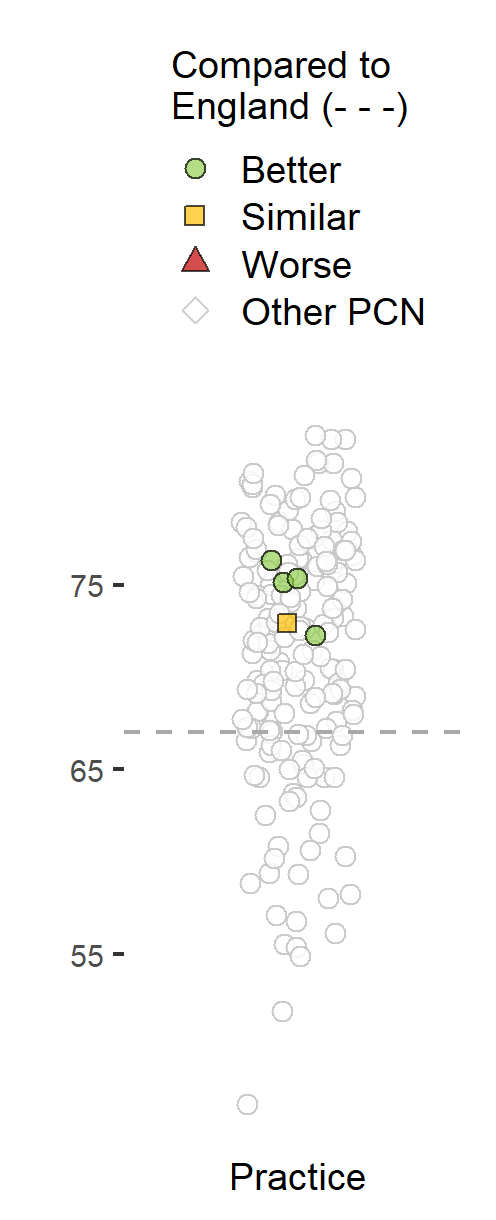 Compared to
England (- - -)
Better
Similar
Worse
Other PCN
75
65
55
Practice